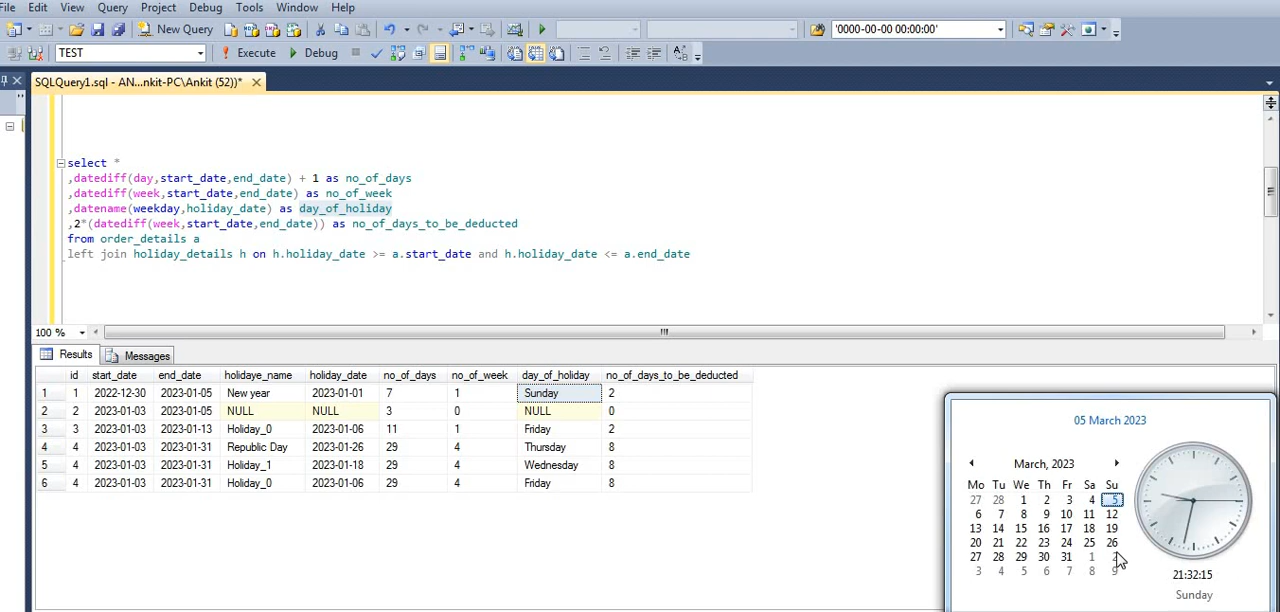 File Edit View Query Project Debug Tools Window Help
New Query '0000-00-00 00:00:00'
TEST Execute Debug
SQLQuery1.sql - AN...nkit-PC\Ankit (52))*
select *
,datediff(day,start_date,end_date) + 1 as no_of_days
,datediff(week,start_date,end_date) as no_of_week
,datename(weekday,holiday_date) as day_of_holiday
,2*(datediff(week,start_date,end_date)) as no_of_days_to_be_deducted
from order_details a
left join holiday_details h on h.holiday_date >= a.start_date and h.holiday_date <= a.end_date
100 %
Results Messages
id start_date end_date holidaye_name holiday_date no_of_days no_of_week day_of_holiday no_of_days_to_be_deducted
1 1 2022-12-30 2023-01-05 New year 2023-01-01 7 1 Sunday 2
2 2 2023-01-03 2023-01-05 NULL NULL 3 0 NULL 0
3 3 2023-01-03 2023-01-13 Holiday_0 2023-01-06 11 1 Friday 2
4 4 2023-01-03 2023-01-31 Republic Day 2023-01-26 29 4 Thursday 8
5 4 2023-01-03 2023-01-31 Holiday_1 2023-01-18 29 4 Wednesday 8
6 4 2023-01-03 2023-01-31 Holiday_0 2023-01-06 29 4 Friday 8
05 March 2023
March, 2023
Mo Tu We Th Fr Sa Su
27 28 1 2 3 4 5
6 7 8 9 10 11 12
13 14 15 16 17 18 19
20 21 22 23 24 25 26
27 28 29 30 31 1
3 4 5 6 7 8 9
21:32:15
Sunday